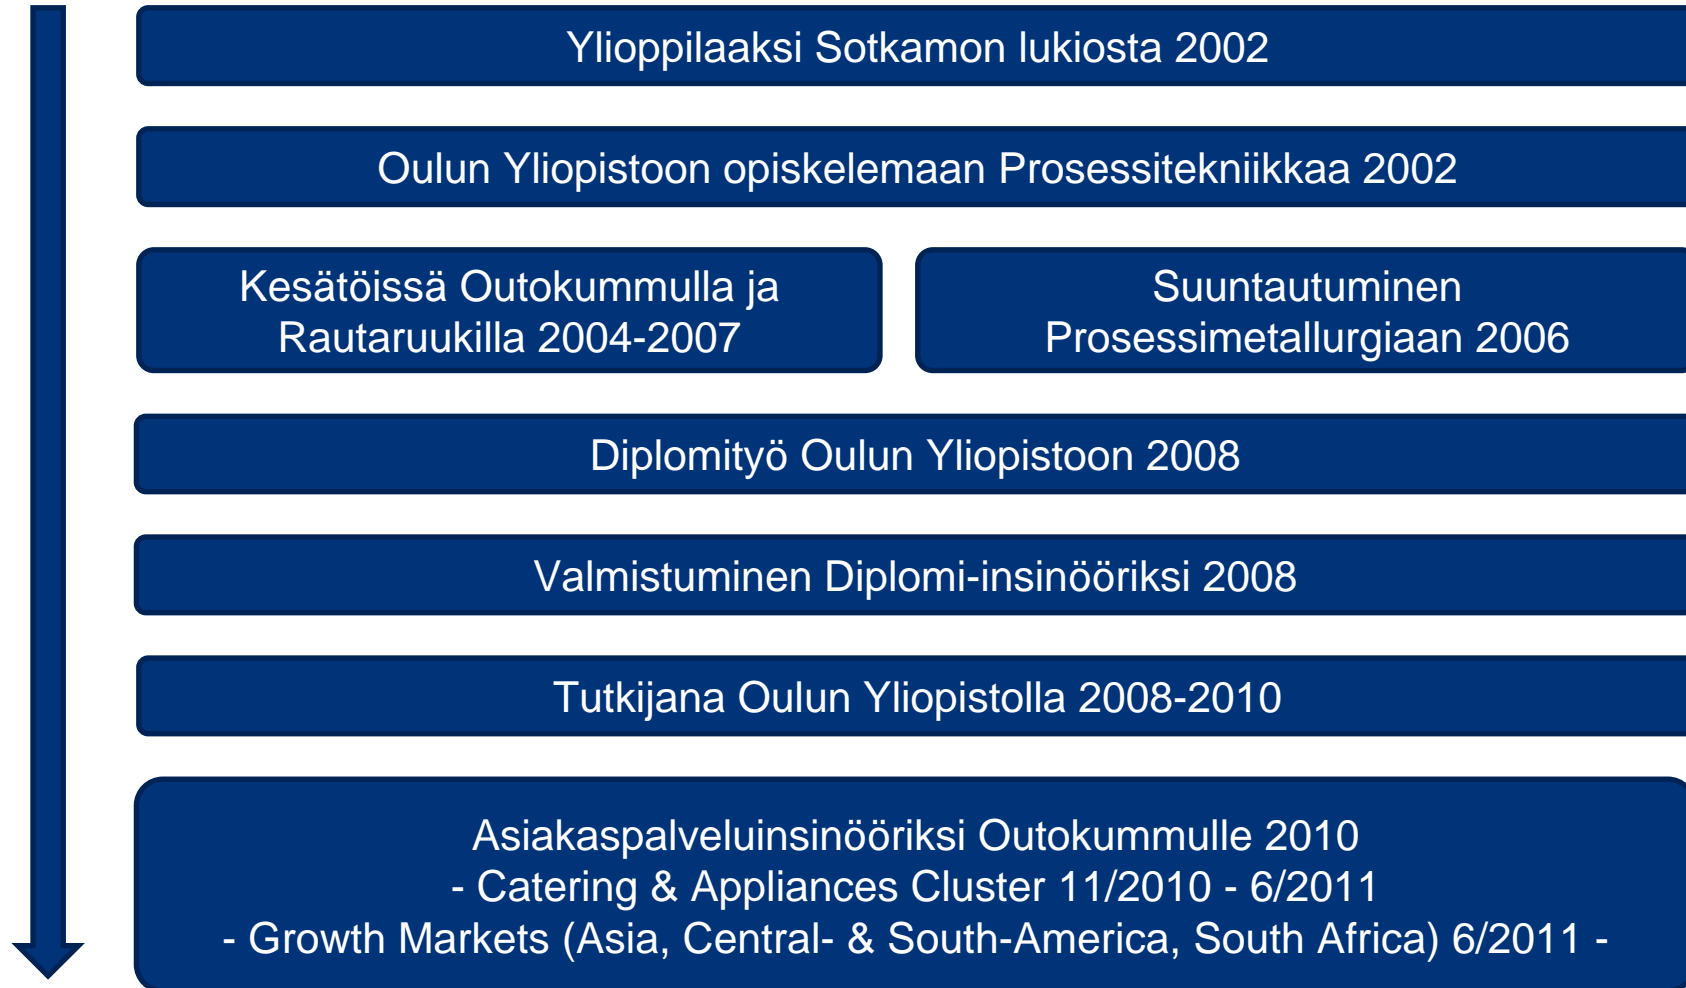 Ylioppilaaksi Sotkamon lukiosta 2002
Oulun Yliopistoon opiskelemaan Prosessitekniikkaa 2002
Kesätöissä Outokummulla ja
Rautaruukilla 2004-2007
Suuntautuminen
Prosessimetallurgiaan 2006
Diplomityö Oulun Yliopistoon 2008
Valmistuminen Diplomi-insinööriksi 2008
Tutkijana Oulun Yliopistolla 2008-2010
Asiakaspalveluinsinööriksi Outokummulle 2010
- Catering & Appliances Cluster 11/2010 - 6/2011
- Growth Markets (Asia, Central- & South-America, South Africa) 6/2011 -